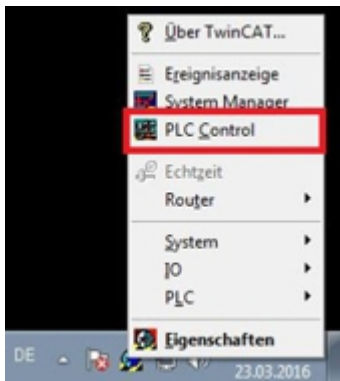 Über TwinCAT...
Ereignisanzeige
System Manager
PLC Control
Echtzeit
Router
System
IO
PLC
Eigenschaften
DE
23.03.2016